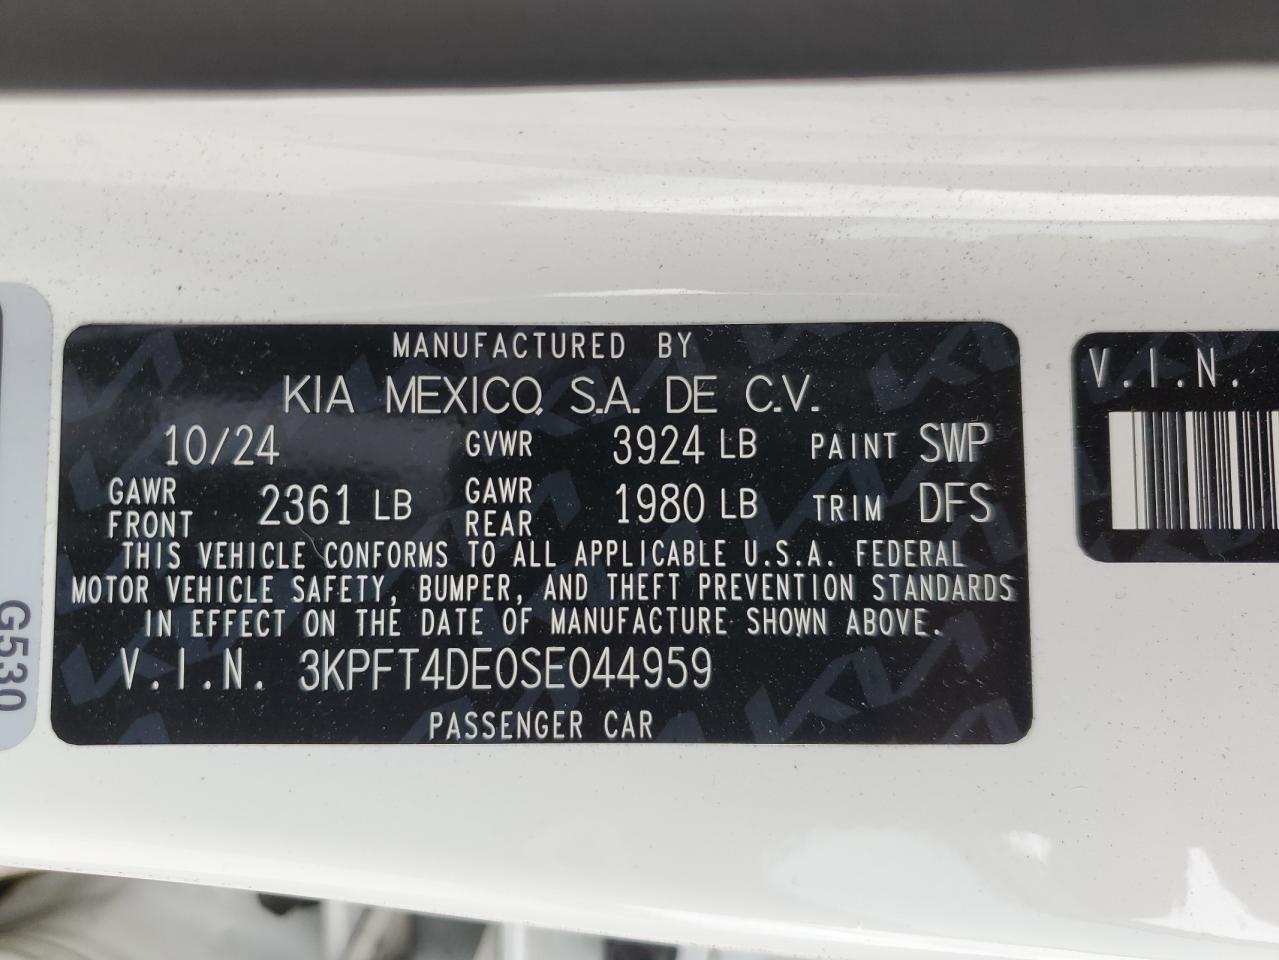 MANUFACTURED BY
KIA MEXICO, S.A. DE C.V.
10/24 GVWR 3924 LB PAINT SWP
GAWR FRONT 2361 LB GAWR REAR 1980 LB TRIM DFS
THIS VEHICLE CONFORMS TO ALL APPLICABLE U.S.A. FEDERAL
MOTOR VEHICLE SAFETY, BUMPER, AND THEFT PREVENTION STANDARDS
IN EFFECT ON THE DATE OF MANUFACTURE SHOWN ABOVE.
V.I.N. 3KPFT4DE0SE044959
PASSENGER CAR
V.I.N.
G530